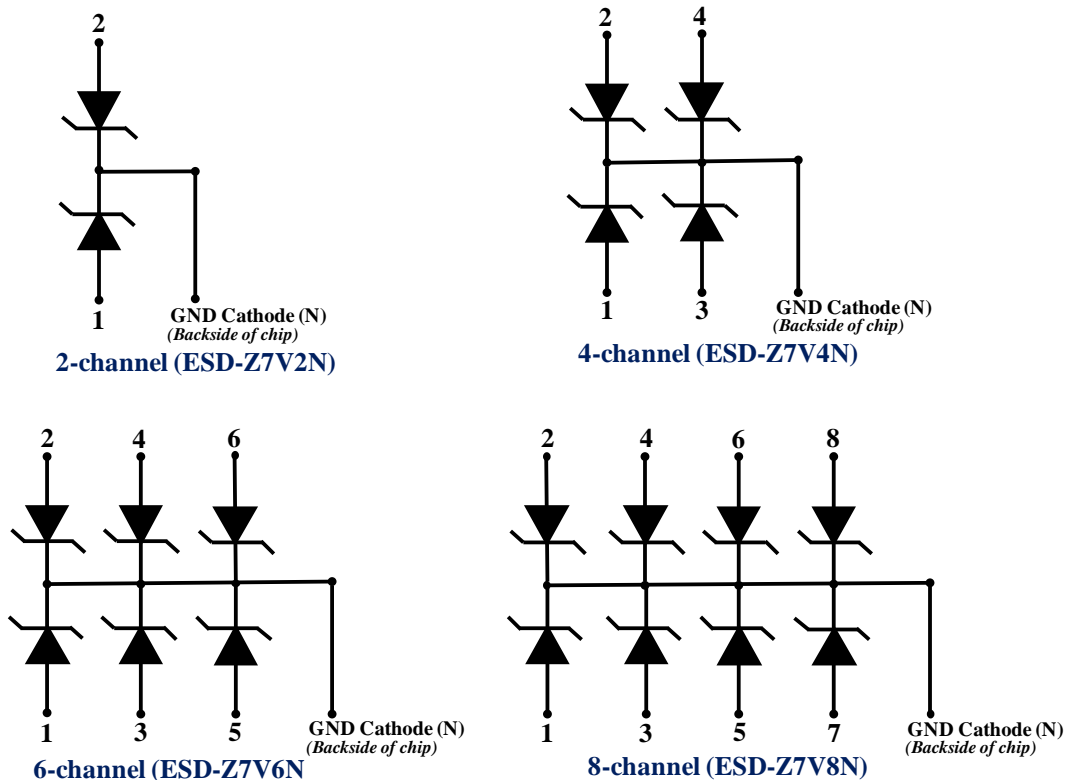 2
1
GND Cathode (N)
(Backside of chip)
2-channel (ESD-Z7V2N)
2 4
1 3
GND Cathode (N)
(Backside of chip)
4-channel (ESD-Z7V4N)
2 4 6
1 3 5
GND Cathode (N)
(Backside of chip)
6-channel (ESD-Z7V6N
2 4 6 8
1 3 5 7
GND Cathode (N)
(Backside of chip)
8-channel (ESD-Z7V8N)